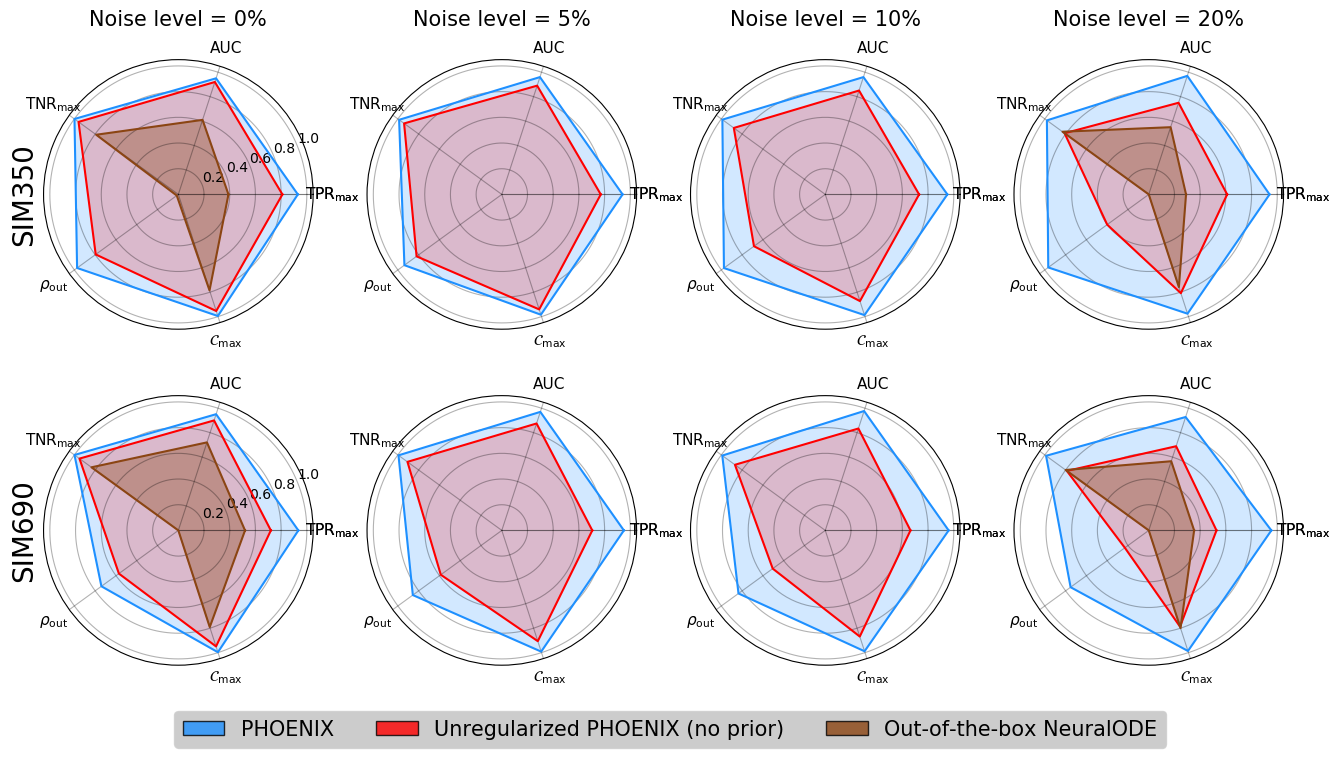 Noise level = 0%
Noise level = 5%
Noise level = 10%
Noise level = 20%
SIM350
AUC
TNRmax
TPRmax
ρout
𝒞max
0.2
0.4
0.6
0.8
1.0
AUC
TNRmax
TPRmax
ρout
𝒞max
AUC
TNRmax
TPRmax
ρout
𝒞max
AUC
TNRmax
TPRmax
ρout
𝒞max
SIM690
AUC
TNRmax
TPRmax
ρout
𝒞max
0.2
0.4
0.6
0.8
1.0
AUC
TNRmax
TPRmax
ρout
𝒞max
AUC
TNRmax
TPRmax
ρout
𝒞max
AUC
TNRmax
TPRmax
ρout
𝒞max
PHOENIX
Unregularized PHOENIX (no prior)
Out-of-the-box NeuralODE